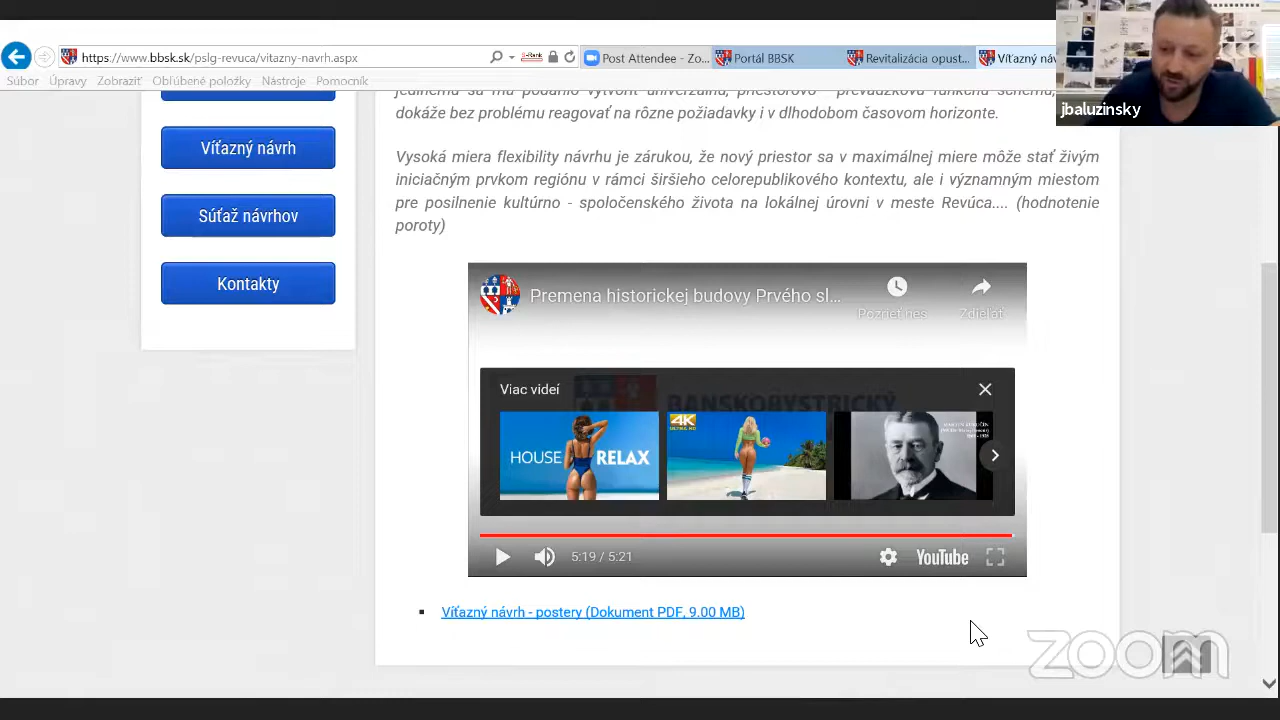 https://www.bbsk.sk/pslg-revuca/vitazny-navrh.aspx
Post Attendee - Zo...
Portál BBSK
Revitalizácia opust...
Víťazný náv
Súbor Úpravy Zobraziť Obľúbené položky Nástroje Pomocník
jbaluzinsky
dokáže bez problému reagovať na rôzne požiadavky i v dlhodobom časovom horizonte.
Víťazný návrh
Vysoká miera flexibility návrhu je zárukou, že nový priestor sa v maximálnej miere môže stať živým
iniciačným prvkom regiónu v rámci širšieho celorepublikového kontextu, ale i významným miestom
pre posilnenie kultúrno - spoločenského života na lokálnej úrovni v meste Revúca.... (hodnotenie
poroty)
Súťaž návrhov
Kontakty
Premena historickej budovy Prvého sl...
Pozrieť nes
Zdieľať
Viac videí
BANSKOBYSTRICKÝ
HOUSE RELAX
4K
ULTRA HD
5:19 / 5:21
YouTube
Víťazný návrh - postery (Dokument PDF, 9.00 MB)
zoom